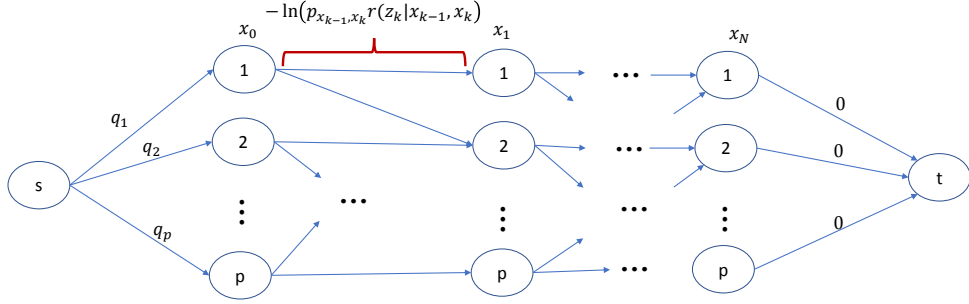 − ln(p_{x_{k−1},x_k} r(z_k|x_{k−1}, x_k)
x_0 x_1 x_N
1 1 ••• 1
0
q_1
2 2 ••• 2
0
q_2
s t
••• •••
⋮ ⋮ ⋮
0
q_p
p p ••• p